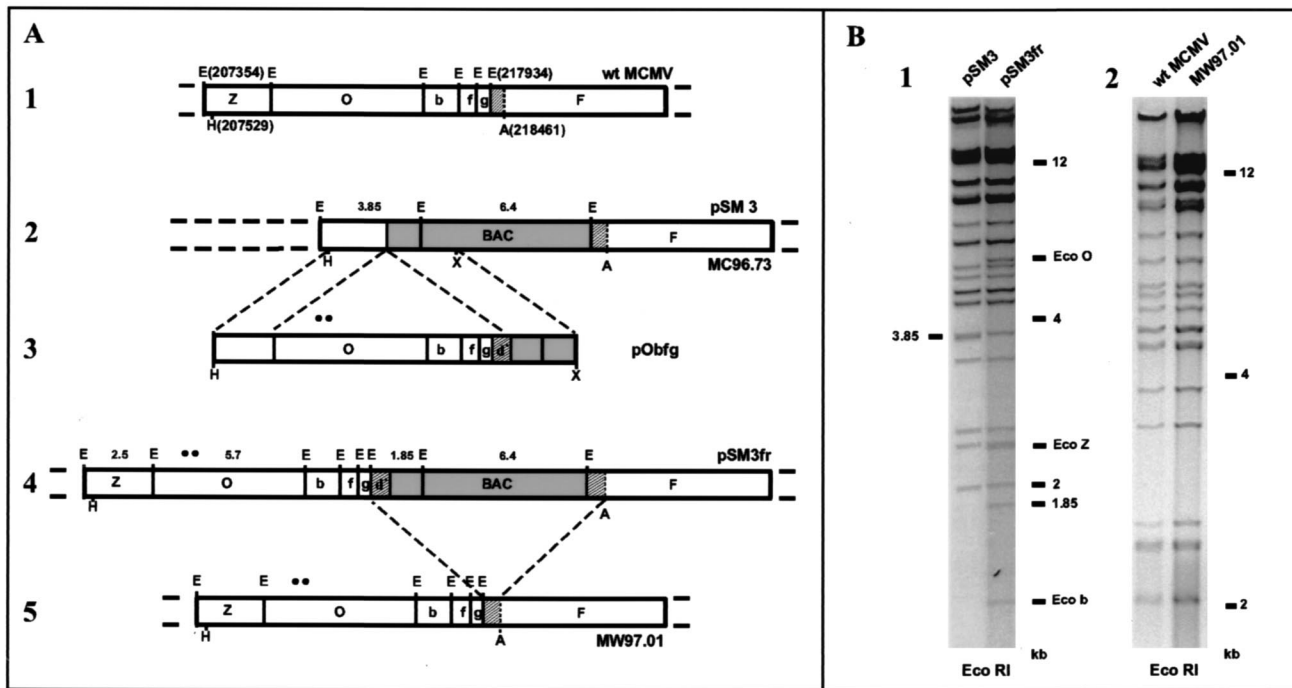 A
1
E(207354) E E E E E(217934) wt MCMV
Z O b f g F
H(207529) A(218461)
2
E 3.85 E 6.4 E pSM 3
BAC F
H X A MC96.73
3
O b f g d' pObfg
H X
4
E 2.5 E 5.7 E E E E 1.85 E 6.4 E pSM3fr
Z O b f g d' BAC F
H A
5
E E E E E E
Z O b f g F
H A MW97.01
B
1
pSM3
pSM3fr
12
Eco O
4
3.85
Eco Z
2
1.85
Eco b
kb
Eco RI
2
wt MCMV
MW97.01
12
4
2
kb
Eco RI